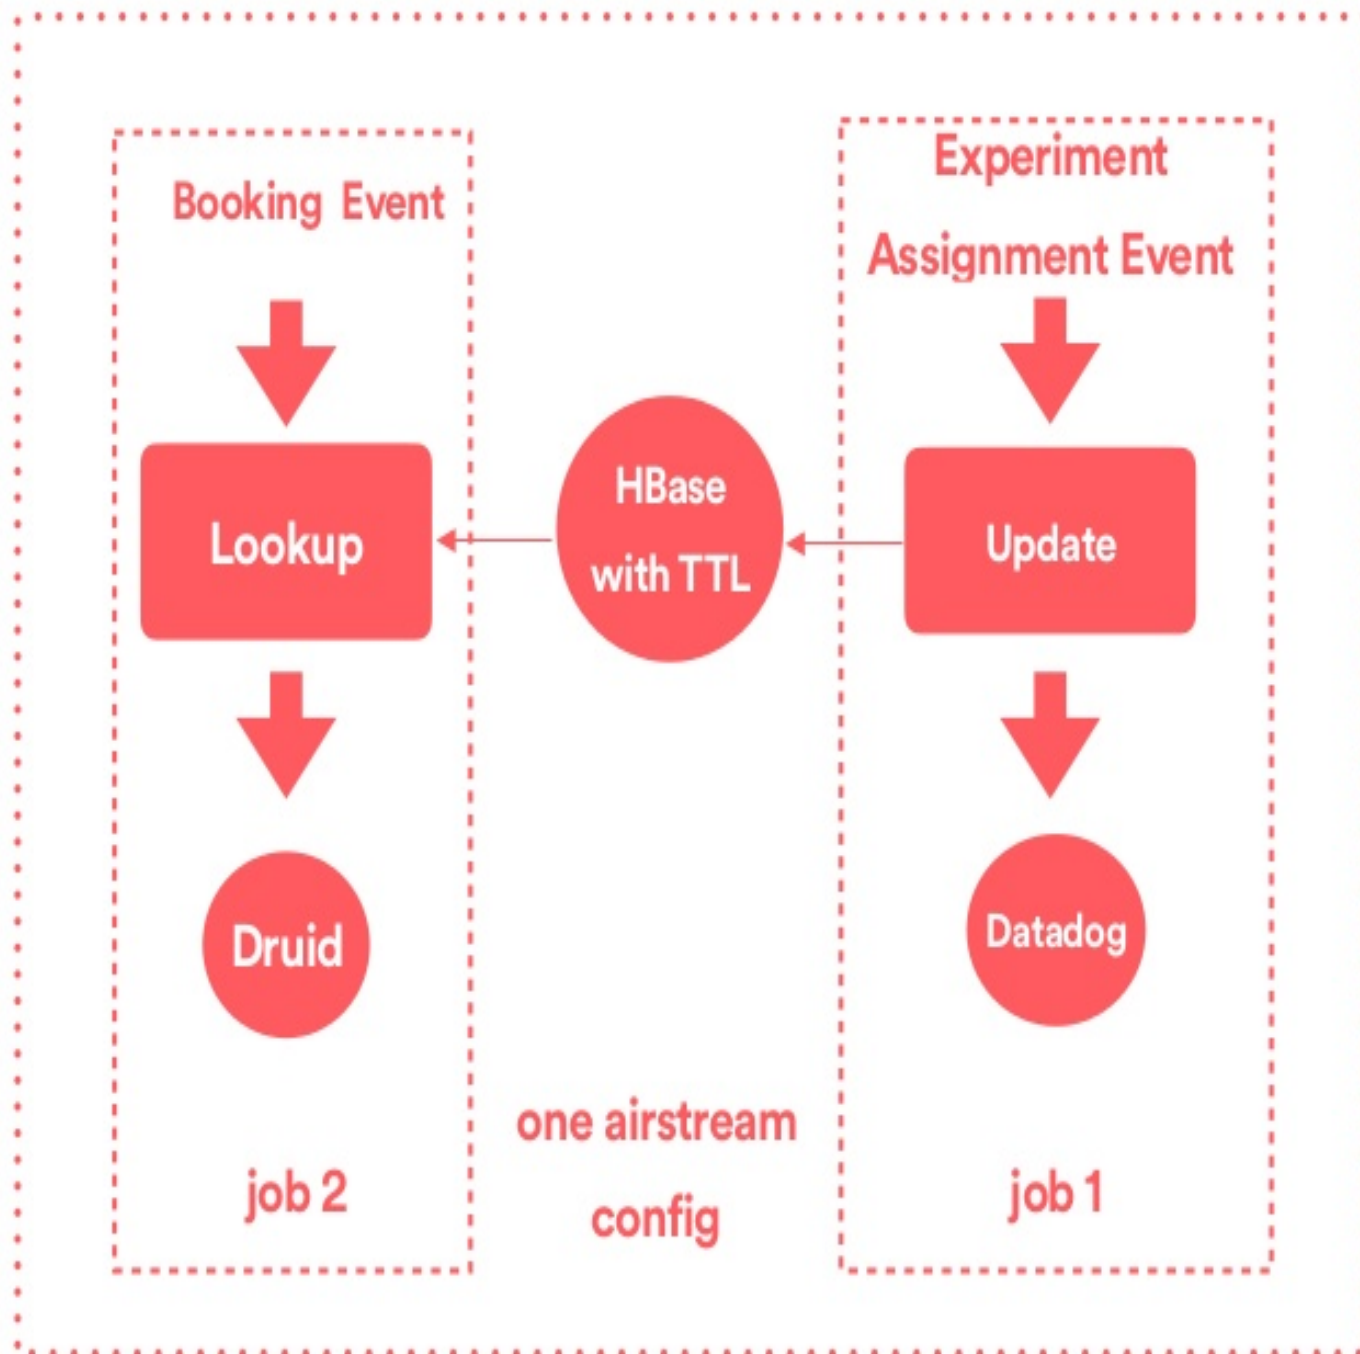 Booking Event
Lookup
Druid
job 2
HBase
with TTL
one airstream
config
Experiment
Assignment Event
Update
Datadog
job 1